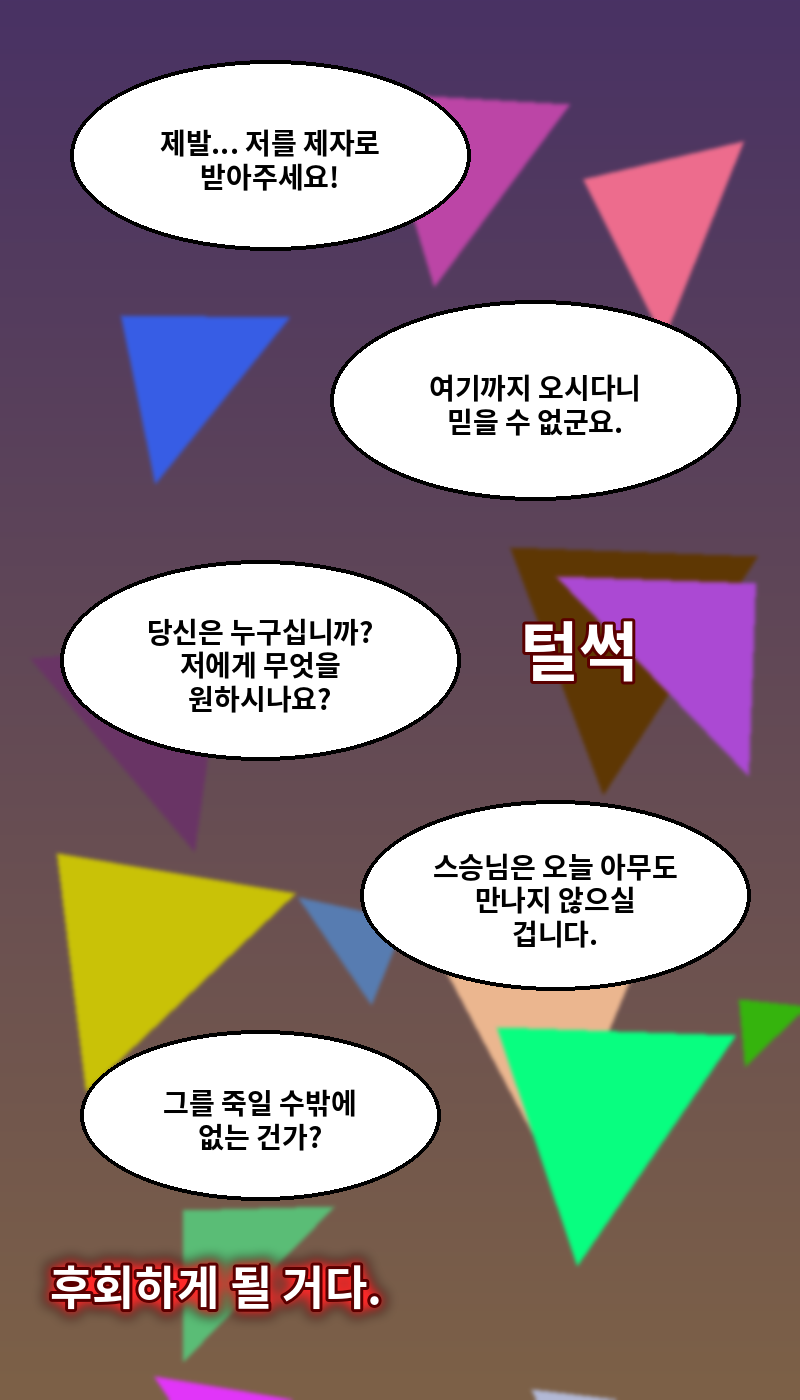 제발... 저를 제자로
받아주세요!
여기까지 오시다니
믿을 수 없군요.
당신은 누구십니까?
저에게 무엇을
원하시나요?
털썩
스승님은 오늘 아무도
만나지 않으실
겁니다.
그를 죽일 수밖에
없는 건가?
후회하게 될 거다.